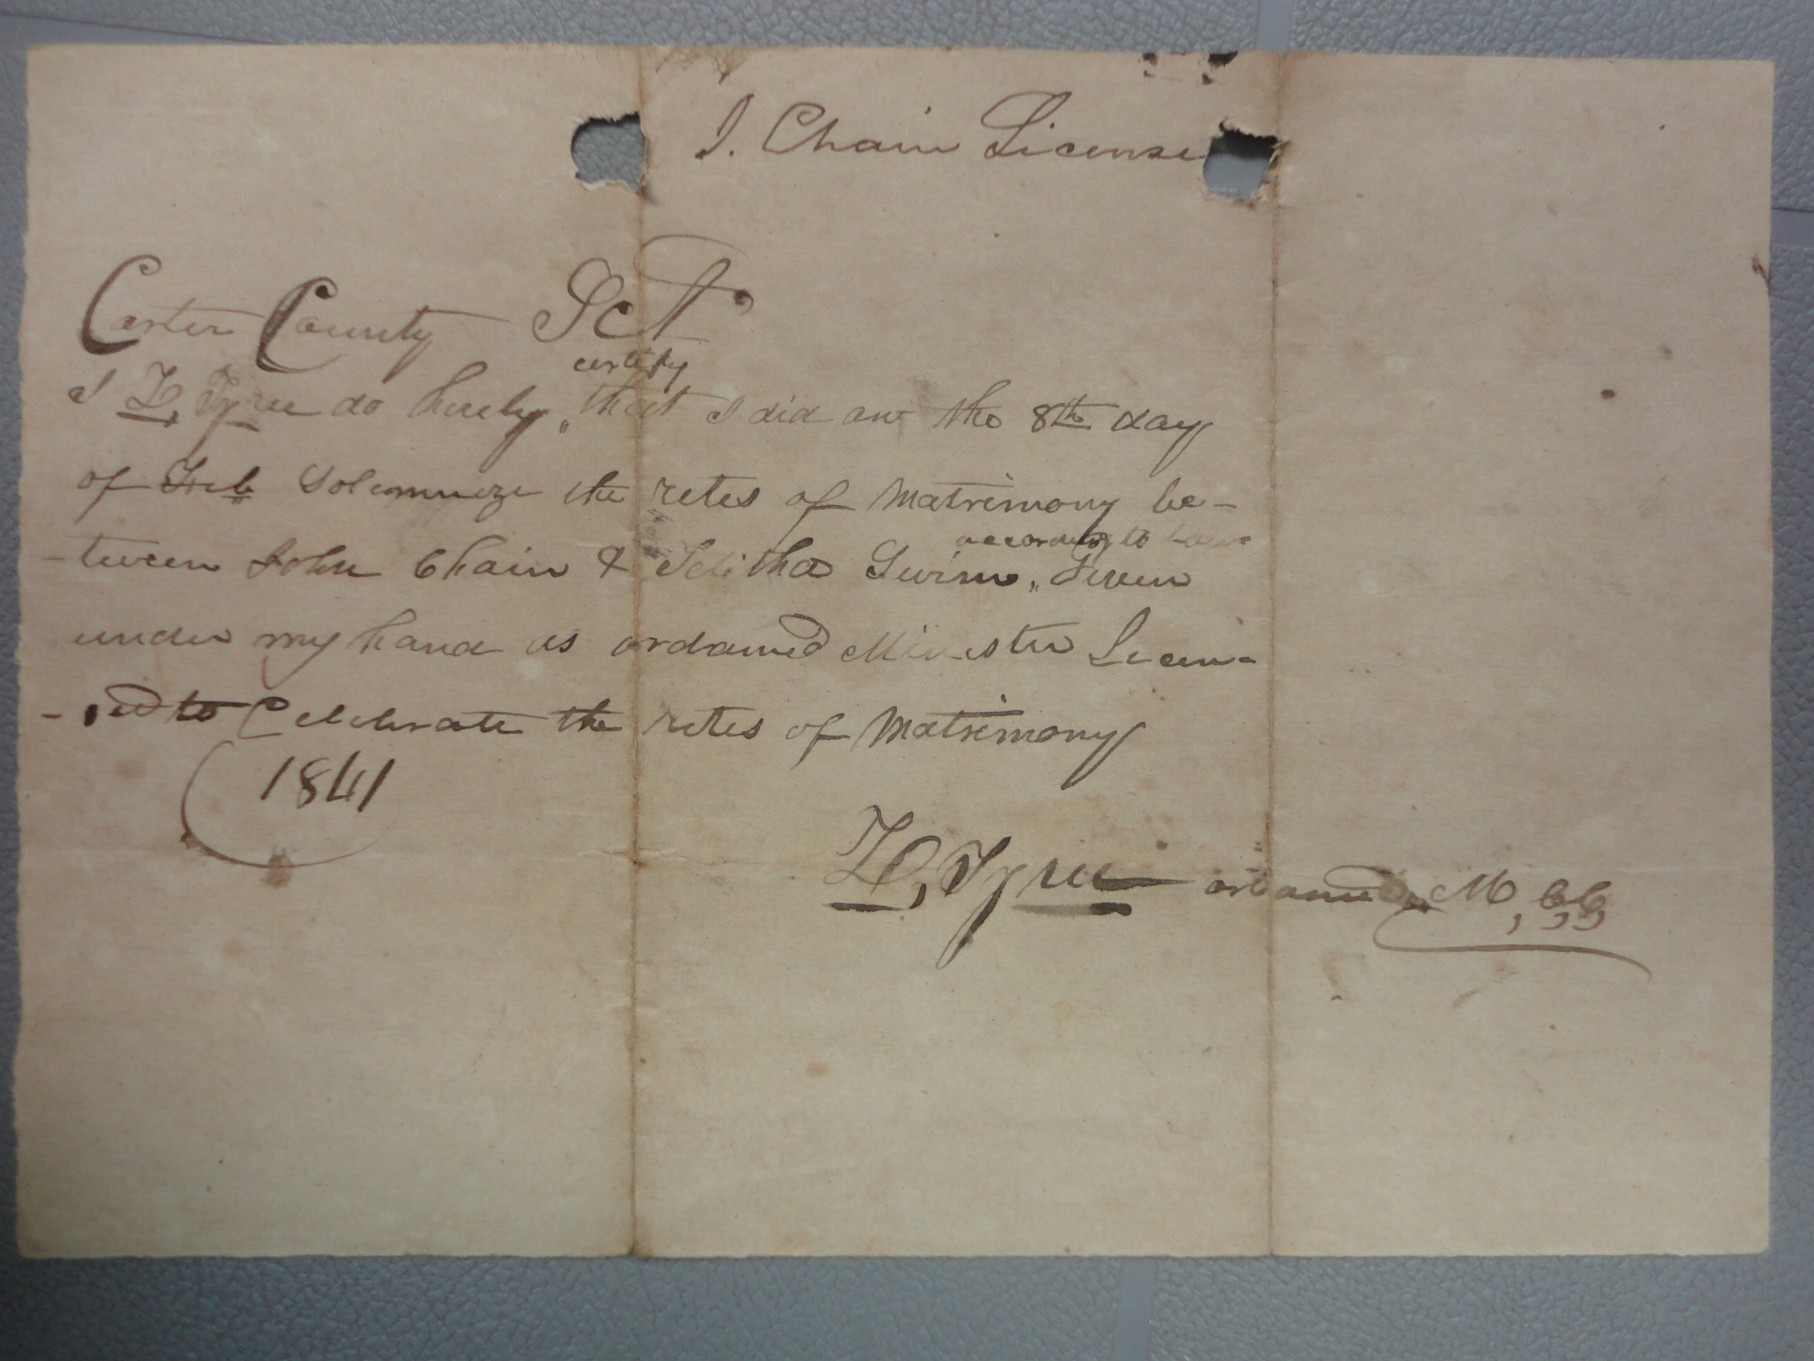 J. Chain License
Carter County Sct
certify
I Z, Tyree do hereby " that I did on the 8th day
of Feb Solemnize the retes of Matrimony be-
according to Law
-tween John Chain & Telitha Swim " Given
under my hand as ordained Minister Licen-
-sed to Celebrate the retes of Matrimony
1841
Z, Tyree ordained M, C, C,